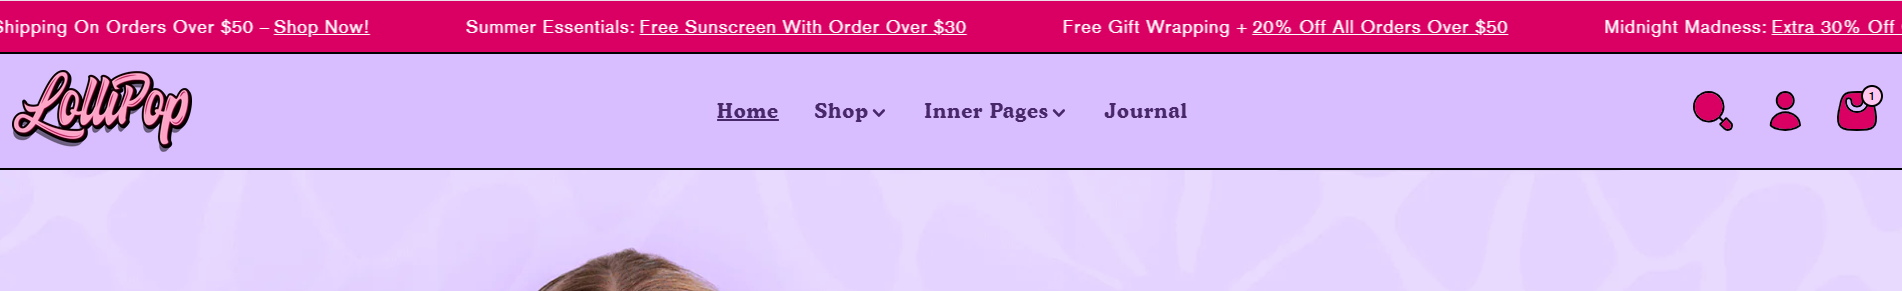 Shipping On Orders Over $50 – Shop Now! Summer Essentials: Free Sunscreen With Order Over $30 Free Gift Wrapping + 20% Off All Orders Over $50 Midnight Madness: Extra 30% Off
LolliPop
Home Shop Inner Pages Journal
1